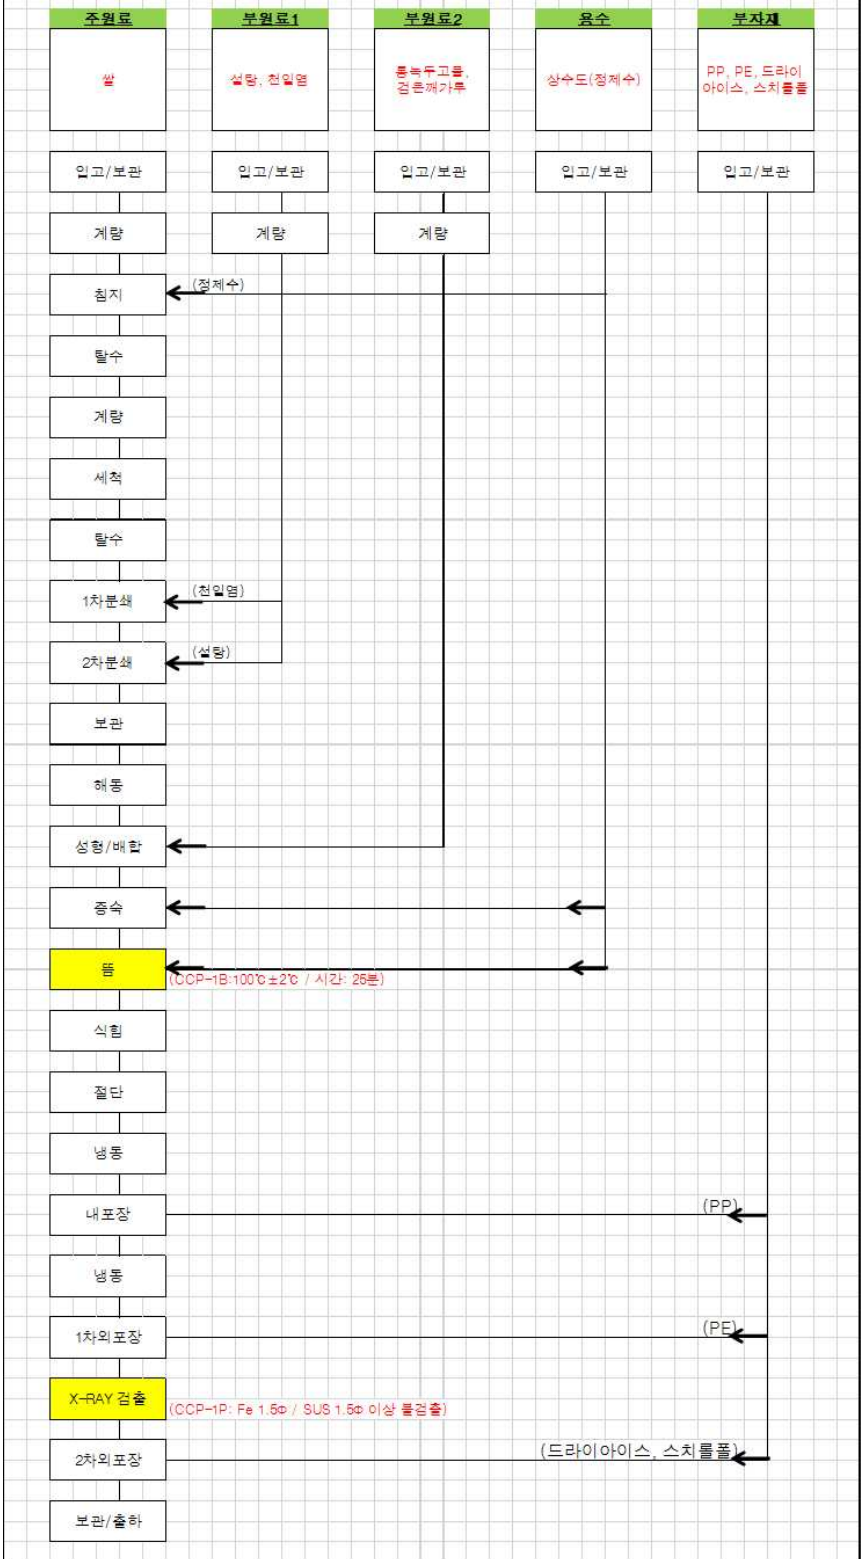 주원료 부원료1 부원료2 용수 부자재
쌀
설탕, 천일염
통녹두고물,
검은깨가루
상수도(정제수)
PP, PE, 드라이
아이스, 스치롤폴
입고/보관 입고/보관 입고/보관 입고/보관 입고/보관
계량 계량 계량
침지 (정제수)
탈수
계량
세척
탈수
1차분쇄 (천일염)
2차분쇄 (설탕)
보관
해동
성형/배합
증숙
뜸 (CCP-1B:100℃±2℃ / 시간: 25분)
식힘
절단
냉동
내포장 (PP)
냉동
1차외포장 (PE)
X-RAY 검출 (CCP-1P: Fe 1.5Φ / SUS 1.5Φ 이상 불검출)
2차외포장 (드라이아이스, 스치롤폴)
보관/출하